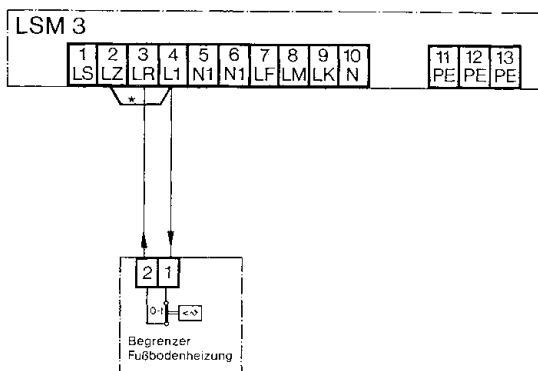 LSM 3
1 2 3 4 5 6 7 8 9 10 11 12 13
LS LZ LR L1 N1 N1 LF LM LK N PE PE PE
*
2 1
Begrenzer
Fußbodenheizung